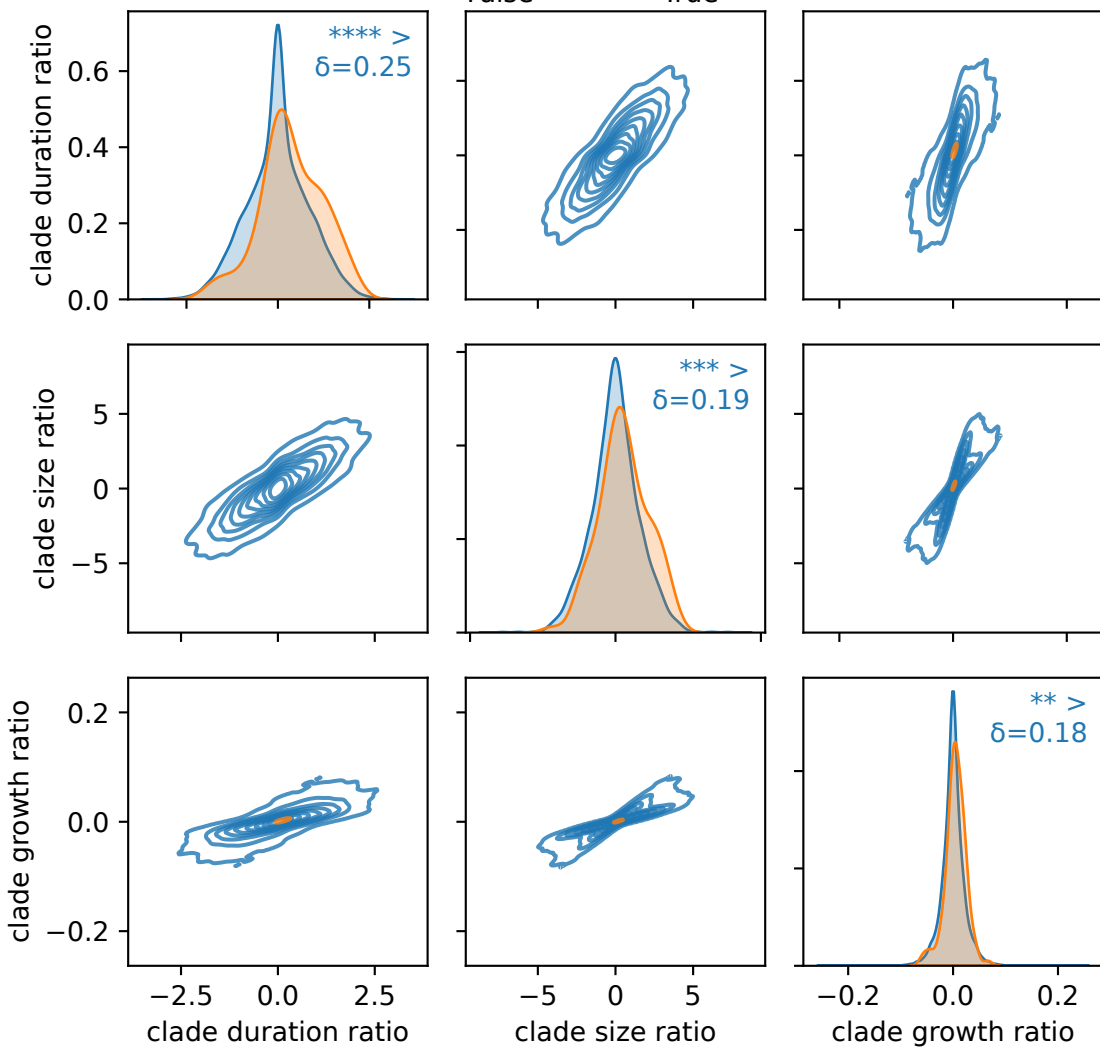 True
clade duration ratio
0.6
0.4
0.2
0.0
**** >
δ=0.25
clade size ratio
5
0
−5
*** >
δ=0.19
clade growth ratio
0.2
0.0
−0.2
** >
δ=0.18
−2.5 0.0 2.5
−5 0 5
−0.2 0.0 0.2
clade duration ratio
clade size ratio
clade growth ratio